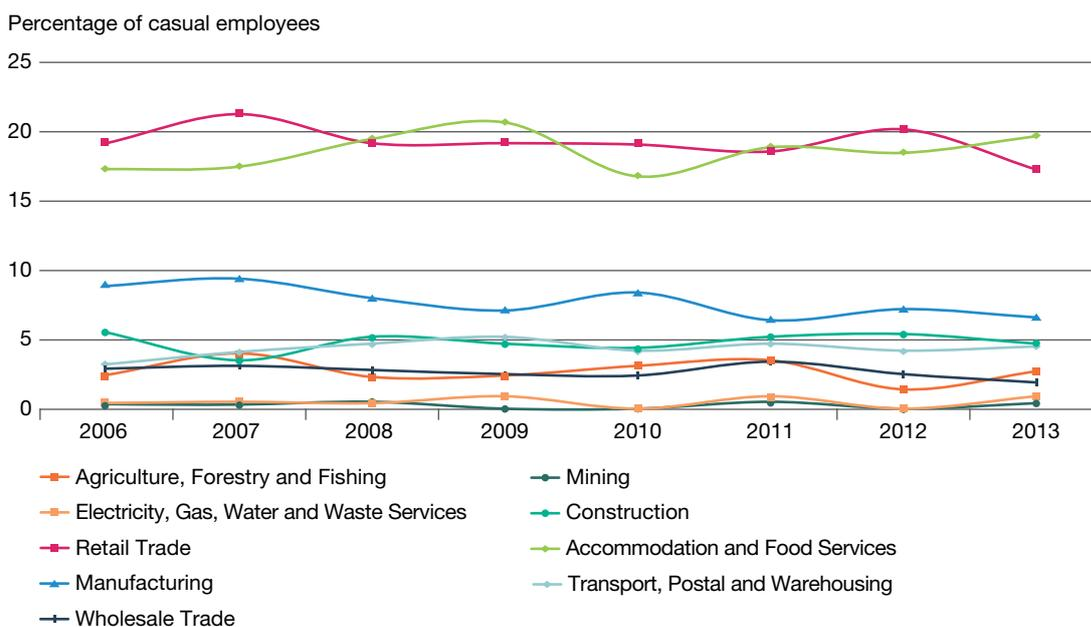 Percentage of casual employees
25
20
15
10
5
0
2006 2007 2008 2009 2010 2011 2012 2013
Agriculture, Forestry and Fishing
Mining
Electricity, Gas, Water and Waste Services
Construction
Retail Trade
Accommodation and Food Services
Manufacturing
Transport, Postal and Warehousing
Wholesale Trade